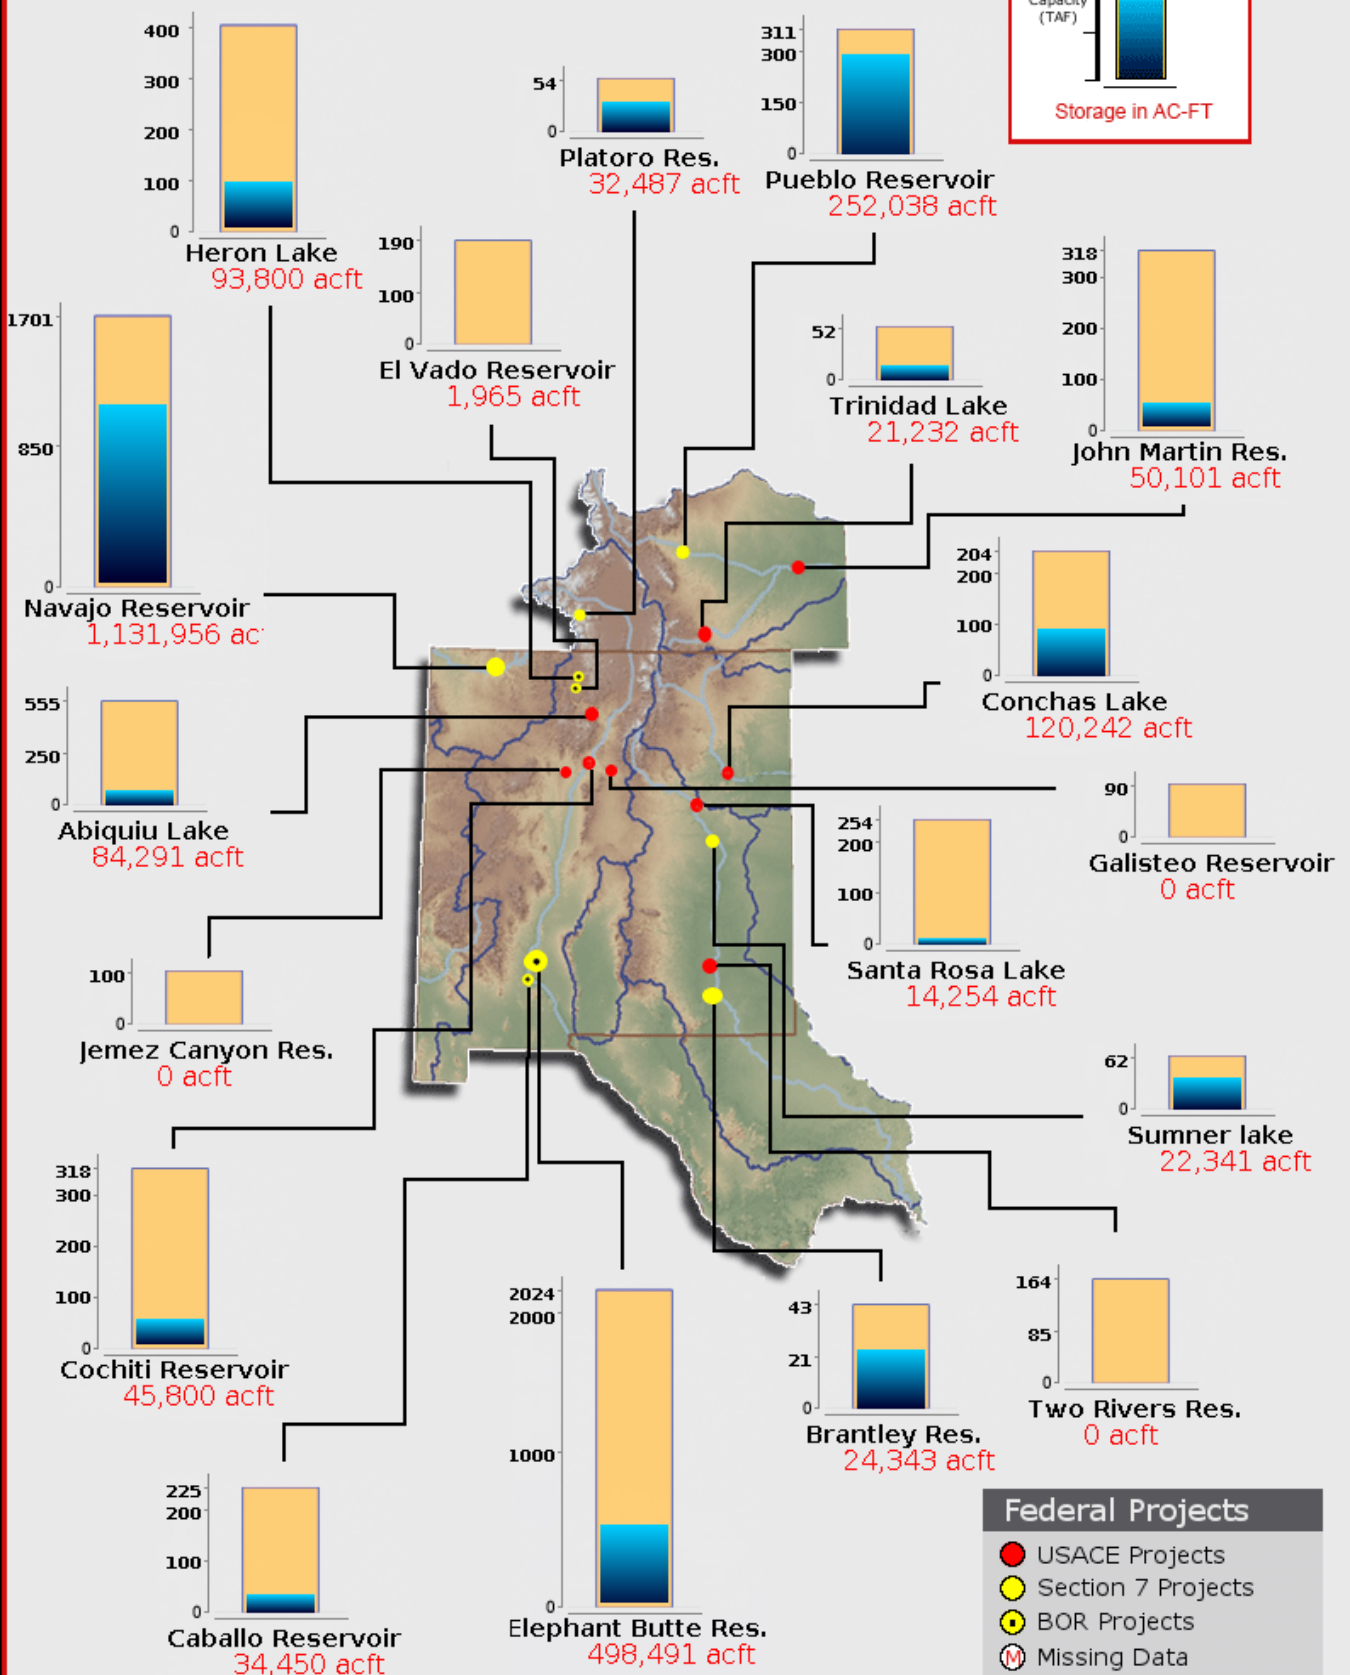 Capacity
(TAF)
Storage in AC-FT
400
300
200
100
0
Heron Lake
93,800 acft
54
0
Platoro Res.
32,487 acft
311
300
150
0
Pueblo Reservoir
252,038 acft
190
100
0
El Vado Reservoir
1,965 acft
318
300
200
100
0
John Martin Res.
50,101 acft
1701
850
0
Navajo Reservoir
1,131,956 ac
52
0
Trinidad Lake
21,232 acft
204
200
100
0
Conchas Lake
120,242 acft
555
250
0
Abiquiu Lake
84,291 acft
90
0
Galisteo Reservoir
0 acft
254
200
100
0
Santa Rosa Lake
14,254 acft
100
0
Jemez Canyon Res.
0 acft
62
0
Sumner lake
22,341 acft
318
300
200
100
0
Cochiti Reservoir
45,800 acft
2024
2000
1000
0
Elephant Butte Res.
498,491 acft
43
21
0
Brantley Res.
24,343 acft
164
85
0
Two Rivers Res.
0 acft
225
200
100
0
Caballo Reservoir
34,450 acft
Federal Projects
USACE Projects
Section 7 Projects
BOR Projects
M Missing Data